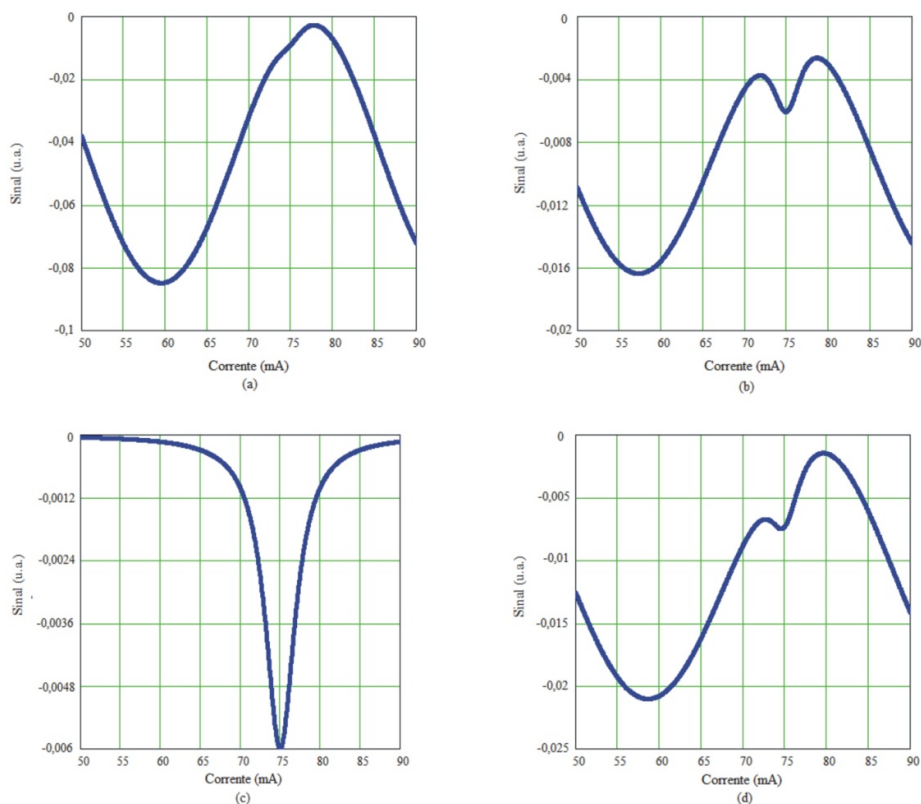 0
-0,02
-0,04
-0,06
-0,08
-0,1
Sinal (u.a.)
50 55 60 65 70 75 80 85 90
Corrente (mA)
(a)
0
-0,004
-0,008
-0,012
-0,016
-0,02
Sinal (u.a.)
50 55 60 65 70 75 80 85 90
Corrente (mA)
(b)
0
-0,0012
-0,0024
-0,0036
-0,0048
-0,006
Sinal (u.a.)
50 55 60 65 70 75 80 85 90
Corrente (mA)
(c)
0
-0,005
-0,01
-0,015
-0,02
-0,025
Sinal (u.a.)
50 55 60 65 70 75 80 85 90
Corrente (mA)
(d)